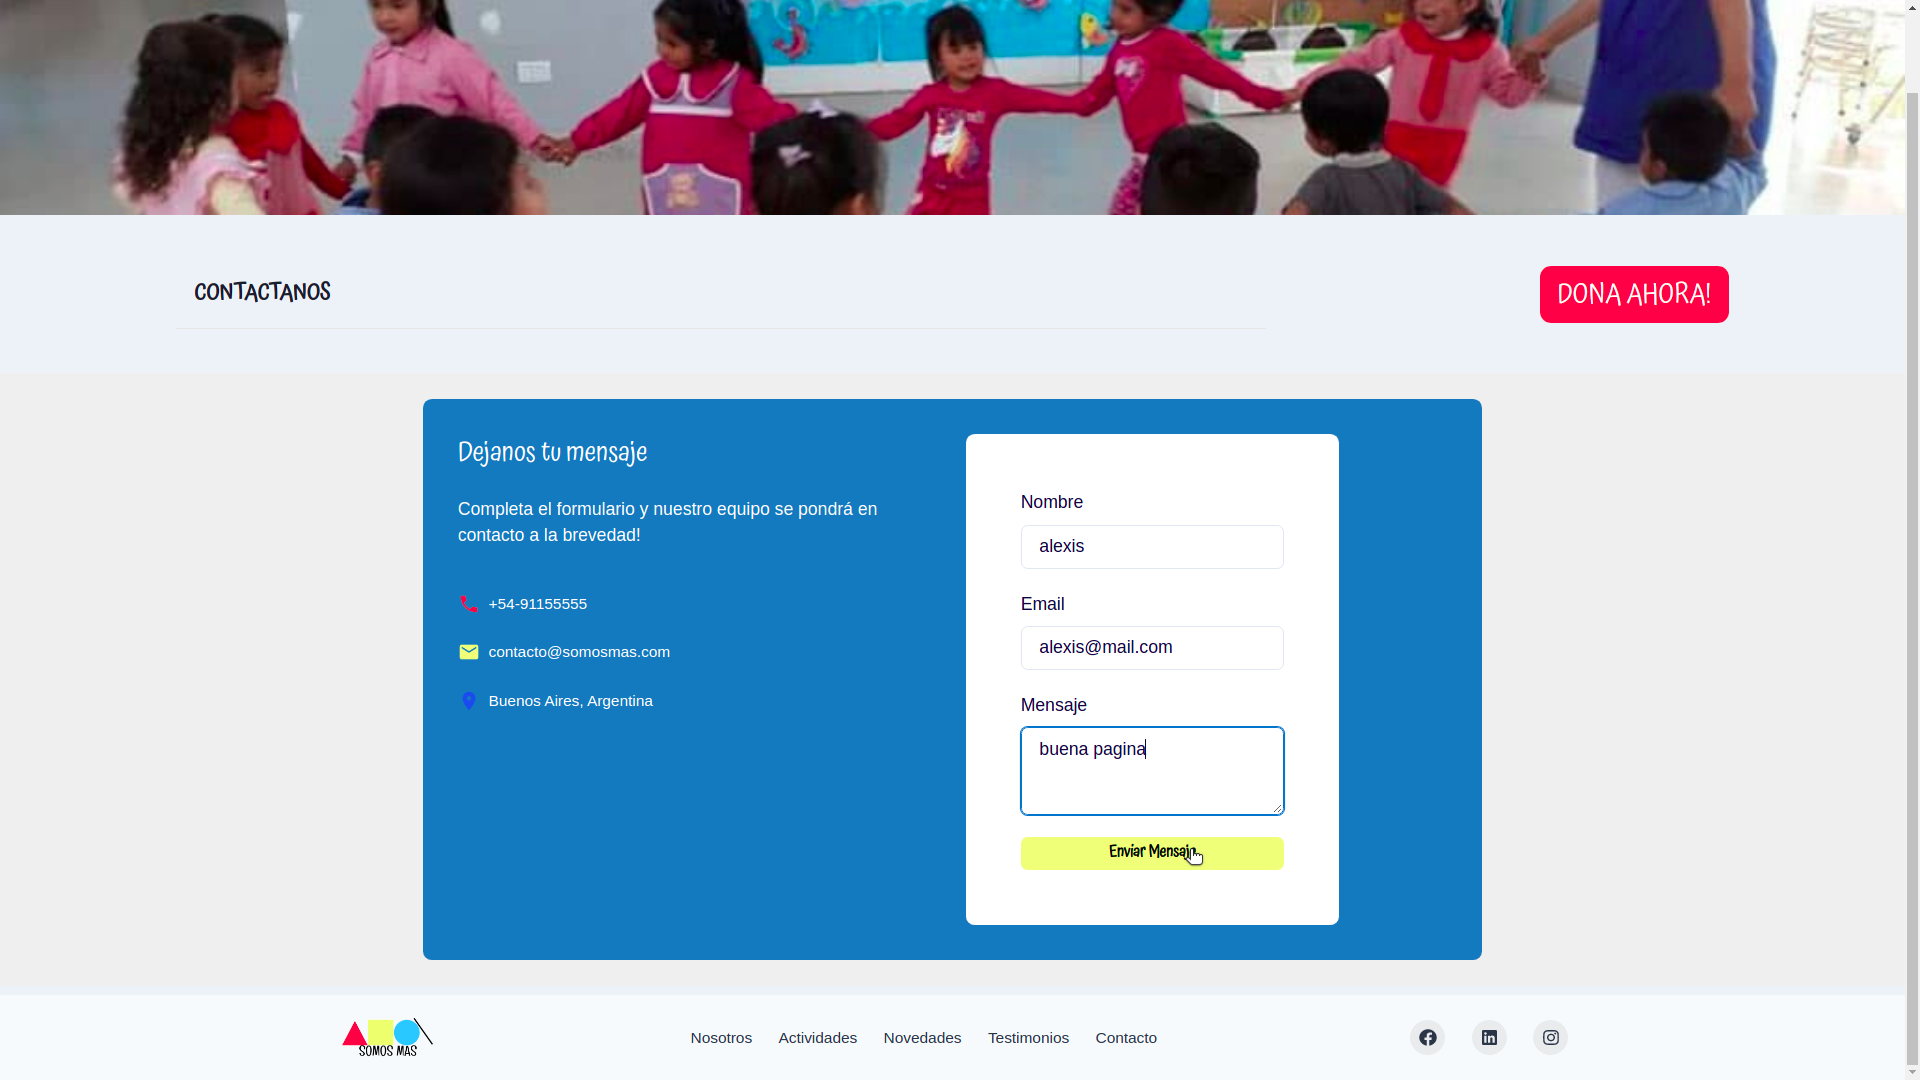 CONTACTANOS
DONA AHORA!
Dejanos tu mensaje
Completa el formulario y nuestro equipo se pondrá en
contacto a la brevedad!
+54-91155555
contacto@somosmas.com
Buenos Aires, Argentina
Nombre
alexis
Email
alexis@mail.com
Mensaje
buena pagina
Enviar Mensaje
SOMOS MAS
Nosotros
Actividades
Novedades
Testimonios
Contacto